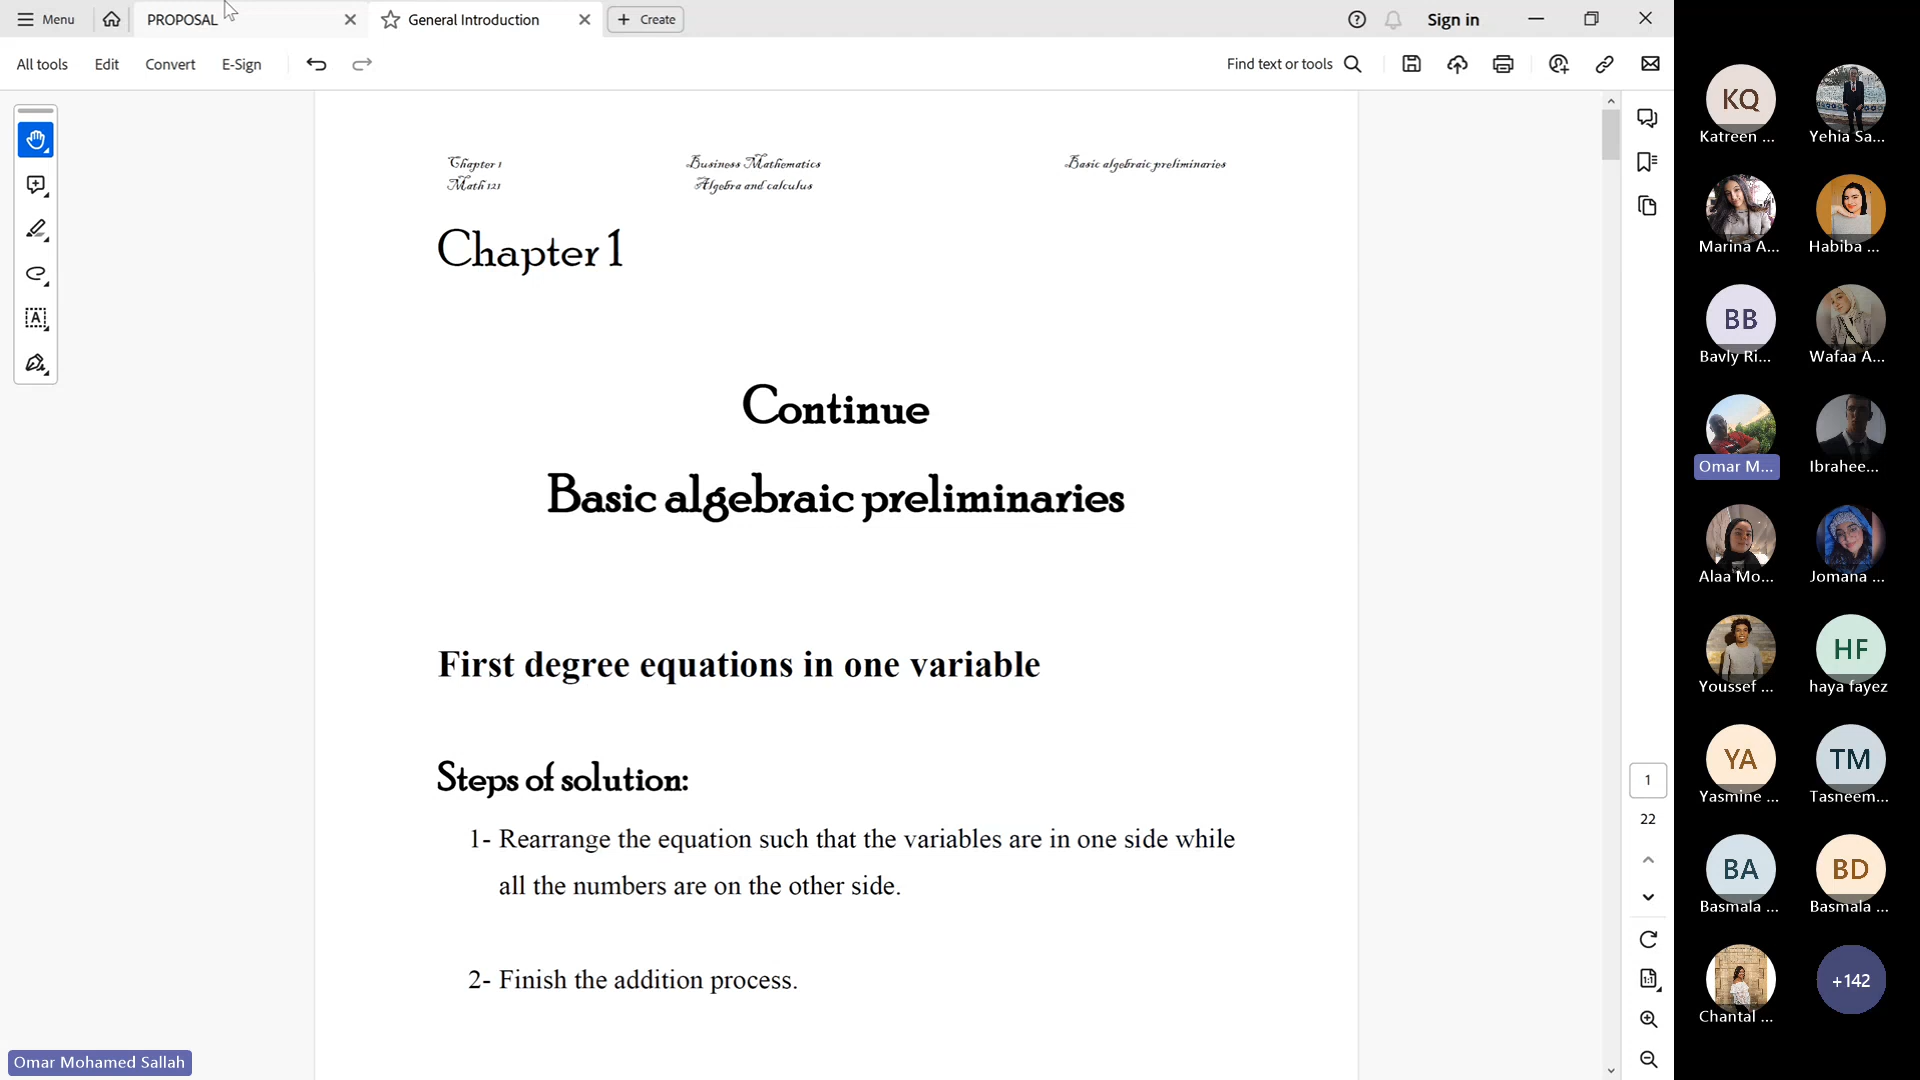 Menu
PROPOSAL
General Introduction
Create
Sign in
All tools
Edit
Convert
E-Sign
Find text or tools
Chapter 1
Business Mathematics
Basic algebraic preliminaries
Math 121
Algebra and calculus
Chapter 1
Continue
Basic algebraic preliminaries
First degree equations in one variable
Steps of solution:
1- Rearrange the equation such that the variables are in one side while
all the numbers are on the other side.
2- Finish the addition process.
1
22
Omar Mohamed Sallah
KQ
Katreen ...
Yehia Sa...
Marina A...
Habiba ...
BB
Bavly Ri...
Wafaa A...
Omar M...
Ibrahee...
Alaa Mo...
Jomana ...
Youssef ...
HF
haya fayez
YA
Yasmine ...
TM
Tasneem...
BA
Basmala ...
BD
Basmala ...
Chantal ...
+142